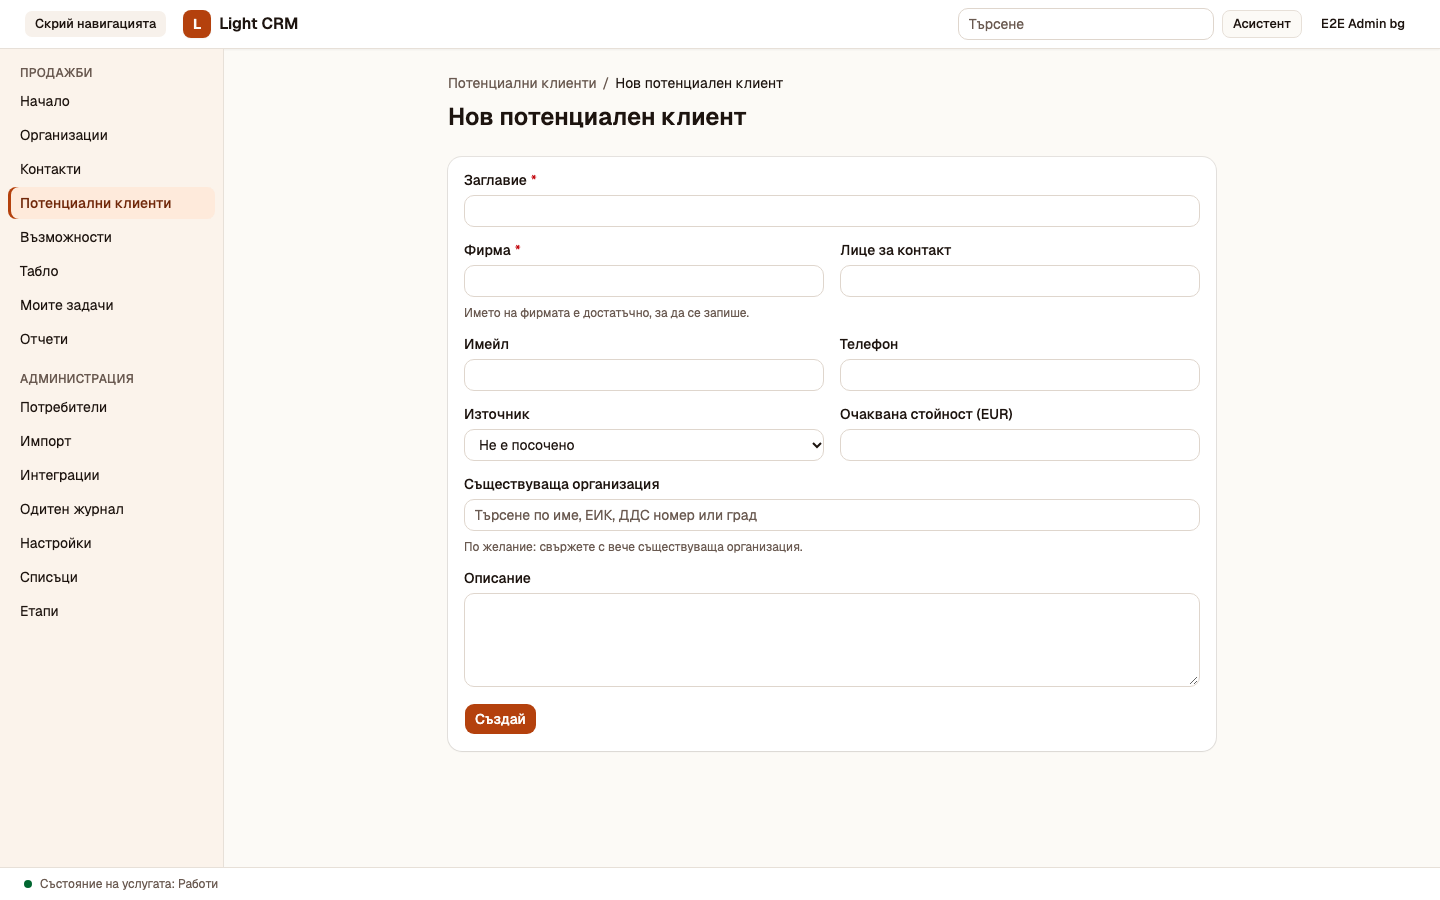 Скрий навигацията
L
Light CRM
Търсене
Асистент
E2E Admin bg
ПРОДАЖБИ
Начало
Организации
Контакти
Потенциални клиенти
Възможности
Табло
Моите задачи
Отчети
АДМИНИСТРАЦИЯ
Потребители
Импорт
Интеграции
Одитен журнал
Настройки
Списъци
Етапи
Потенциални клиенти / Нов потенциален клиент
Нов потенциален клиент
Заглавие *
Фирма *
Лице за контакт
Името на фирмата е достатъчно, за да се запише.
Имейл
Телефон
Източник
Очаквана стойност (EUR)
Не е посочено
Съществуваща организация
Търсене по име, ЕИК, ДДС номер или град
По желание: свържете с вече съществуваща организация.
Описание
Създай
Състояние на услугата: Работи